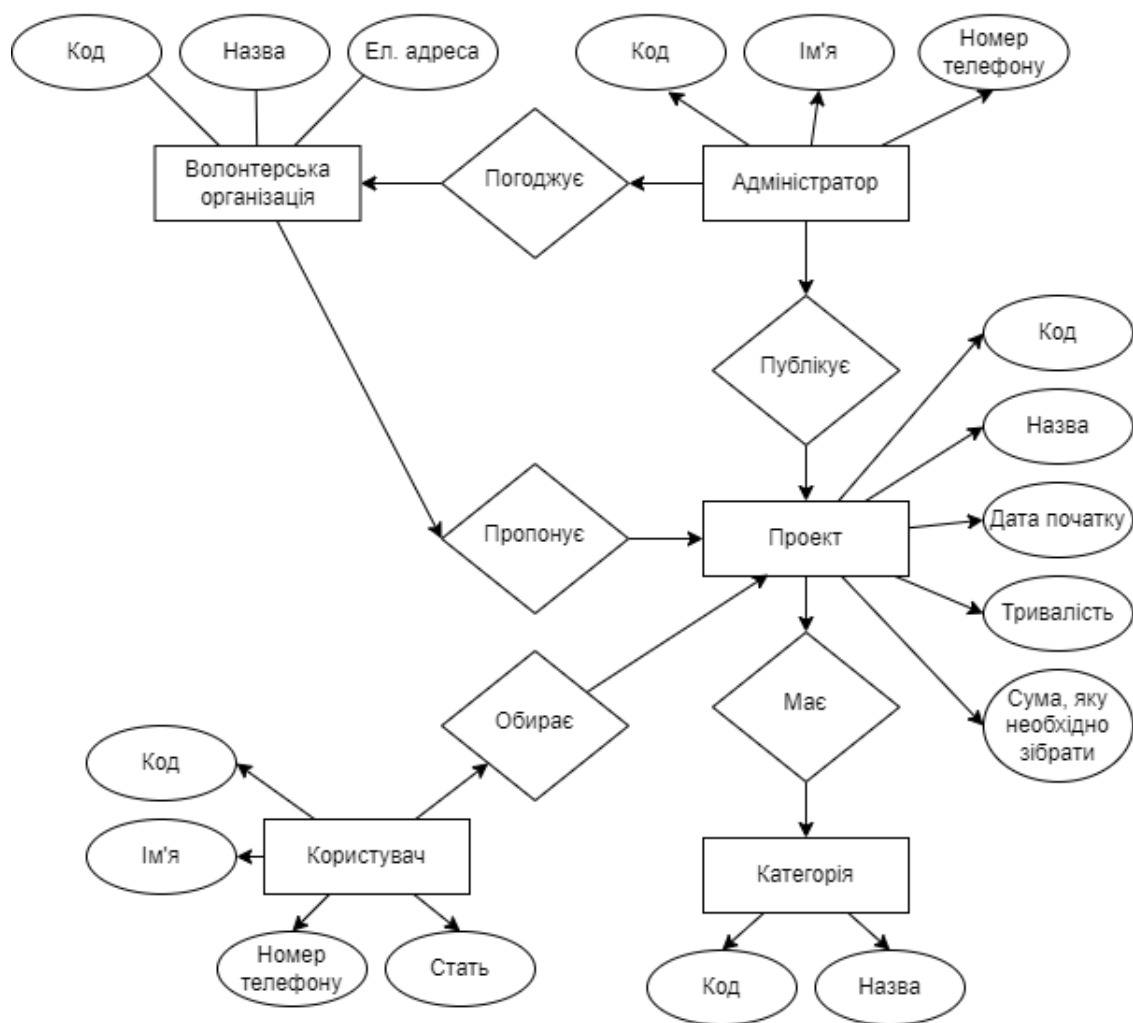 Код
Назва
Ел. адреса
Код
Ім'я
Номер
телефону
Волонтерська
організація
Погоджує
Адміністратор
Публікує
Код
Назва
Пропонує
Проект
Дата початку
Тривалість
Обирає
Має
Сума, яку
необхідно
зібрати
Код
Ім'я
Користувач
Категорія
Номер
телефону
Стать
Код
Назва